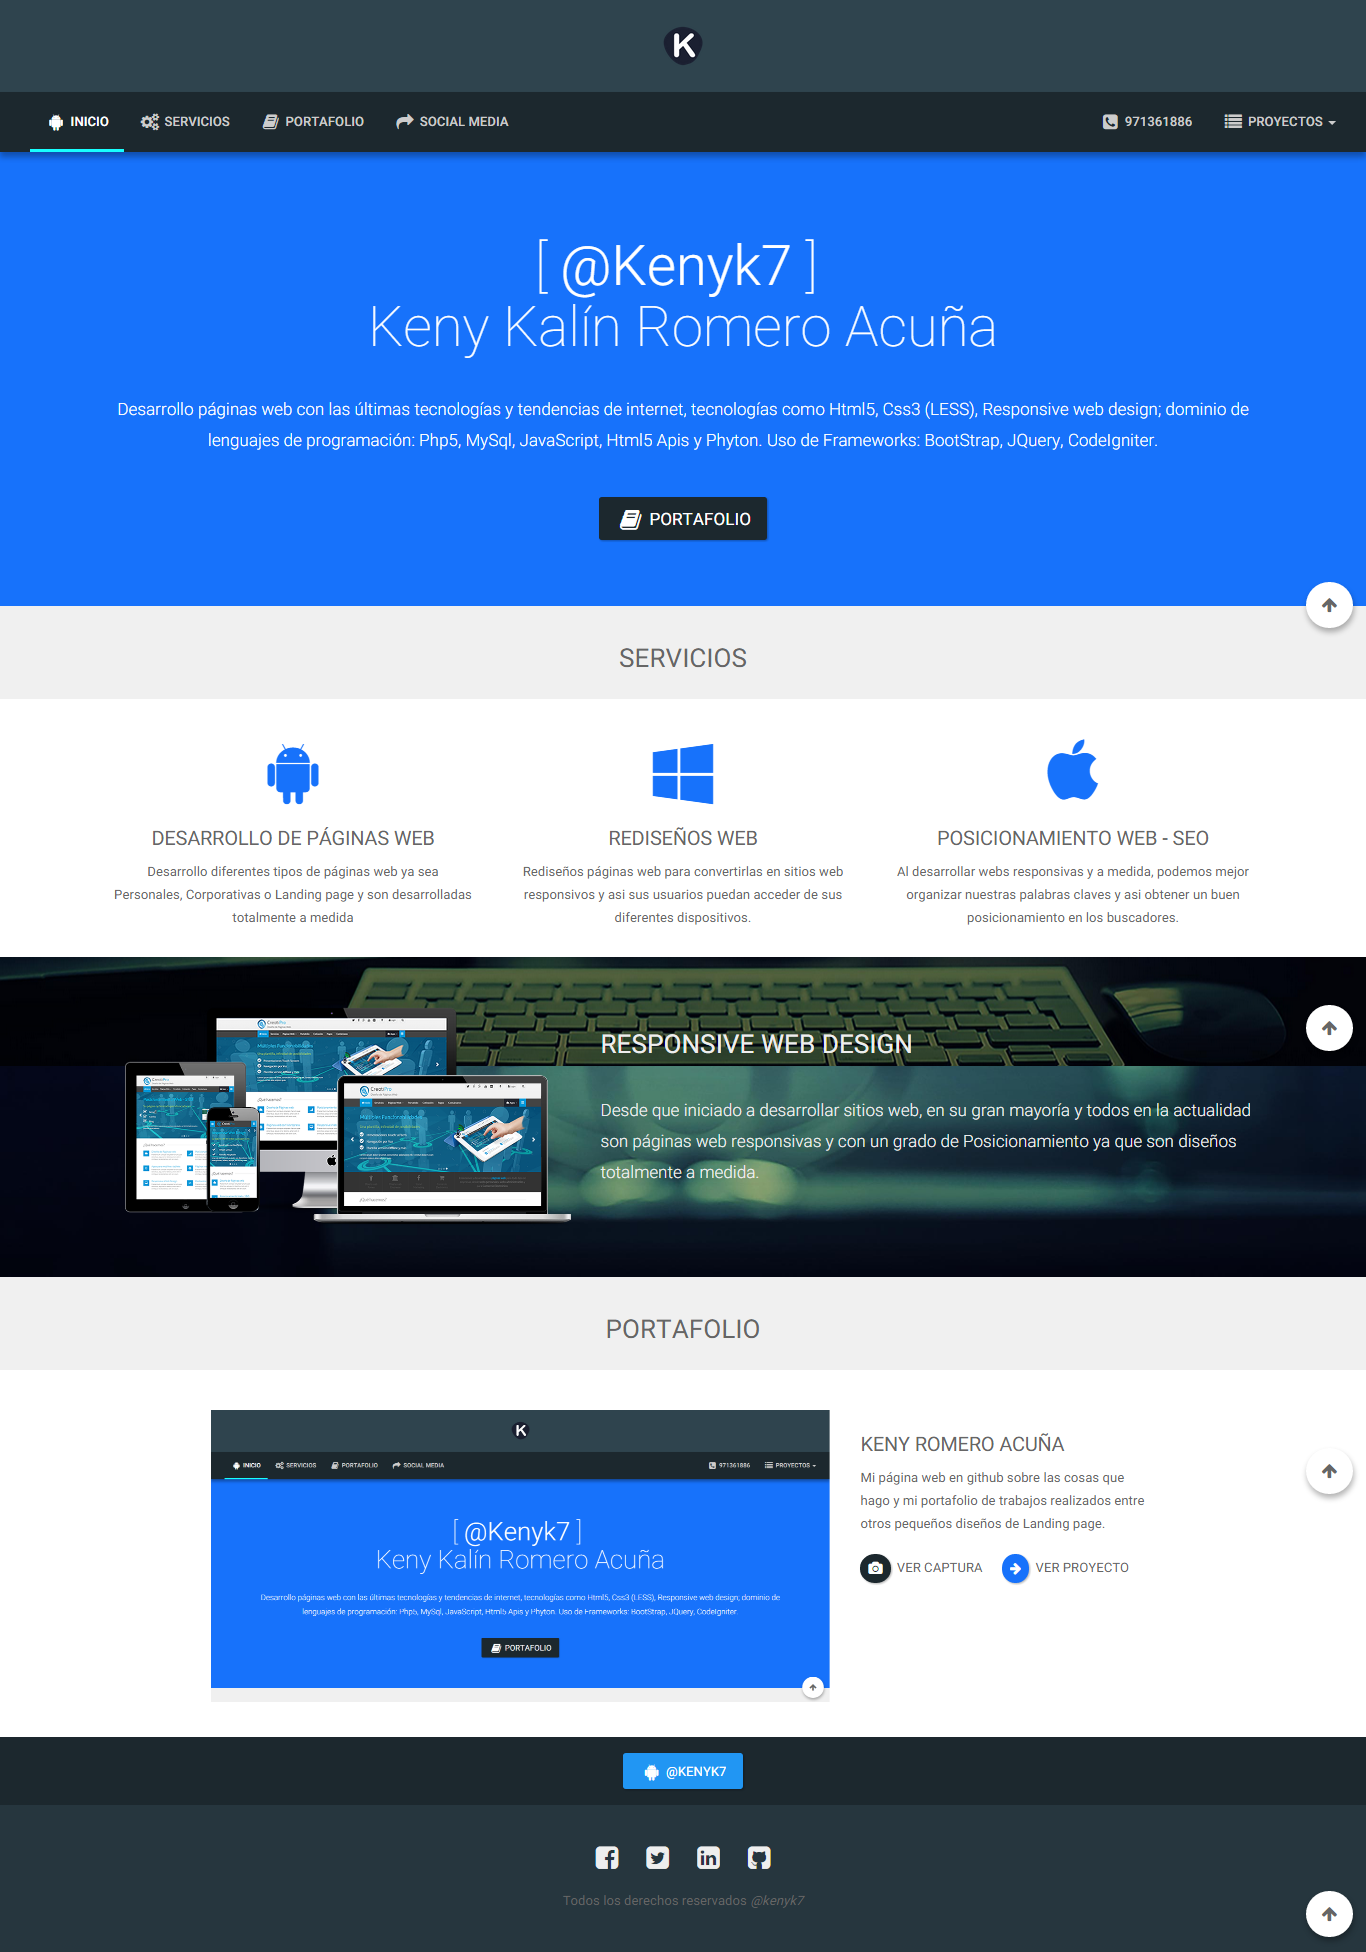 K
INICIO
SERVICIOS
PORTAFOLIO
SOCIAL MEDIA
971361886
PROYECTOS
[ @Kenyk7 ]
Keny Kalín Romero Acuña
Desarrollo páginas web con las últimas tecnologías y tendencias de internet, tecnologías como Html5, Css3 (LESS), Responsive web design; dominio de
lenguajes de programación: Php5, MySql, JavaScript, Html5 Apis y Phyton. Uso de Frameworks: BootStrap, JQuery, CodeIgniter.
PORTAFOLIO
SERVICIOS
DESARROLLO DE PÁGINAS WEB
Desarrollo diferentes tipos de páginas web ya sea
Personales, Corporativas o Landing page y son desarrolladas
totalmente a medida
REDISEÑOS WEB
Rediseños páginas web para convertirlas en sitios web
responsivos y asi sus usuarios puedan acceder de sus
diferentes dispositivos.
POSICIONAMIENTO WEB - SEO
Al desarrollar webs responsivas y a medida, podemos mejor
organizar nuestras palabras claves y asi obtener un buen
posicionamiento en los buscadores.
RESPONSIVE WEB DESIGN
Desde que iniciado a desarrollar sitios web, en su gran mayoría y todos en la actualidad
son páginas web responsivas y con un grado de Posicionamiento ya que son diseños
totalmente a medida.
PORTAFOLIO
K
INICIO
SERVICIOS
PORTAFOLIO
SOCIAL MEDIA
971361886
PROYECTOS
[ @Kenyk7 ]
Keny Kalín Romero Acuña
Desarrollo páginas web con las últimas tecnologías y tendencias de internet, tecnologías como Html5, Css3 (LESS), Responsive web design; dominio de
lenguajes de programación: Php5, MySql, JavaScript, Html5 Apis y Phyton. Uso de Frameworks: BootStrap, JQuery, CodeIgniter.
PORTAFOLIO
KENY ROMERO ACUÑA
Mi página web en github sobre las cosas que
hago y mi portafolio de trabajos realizados entre
otros pequeños diseños de Landing page.
VER CAPTURA
VER PROYECTO
@KENYK7
Todos los derechos reservados @kenyk7